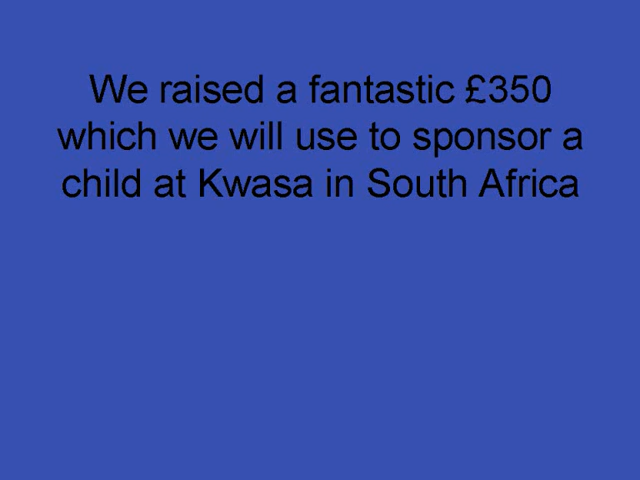 We raised a fantastic £350
which we will use to sponsor a
child at Kwasa in South Africa